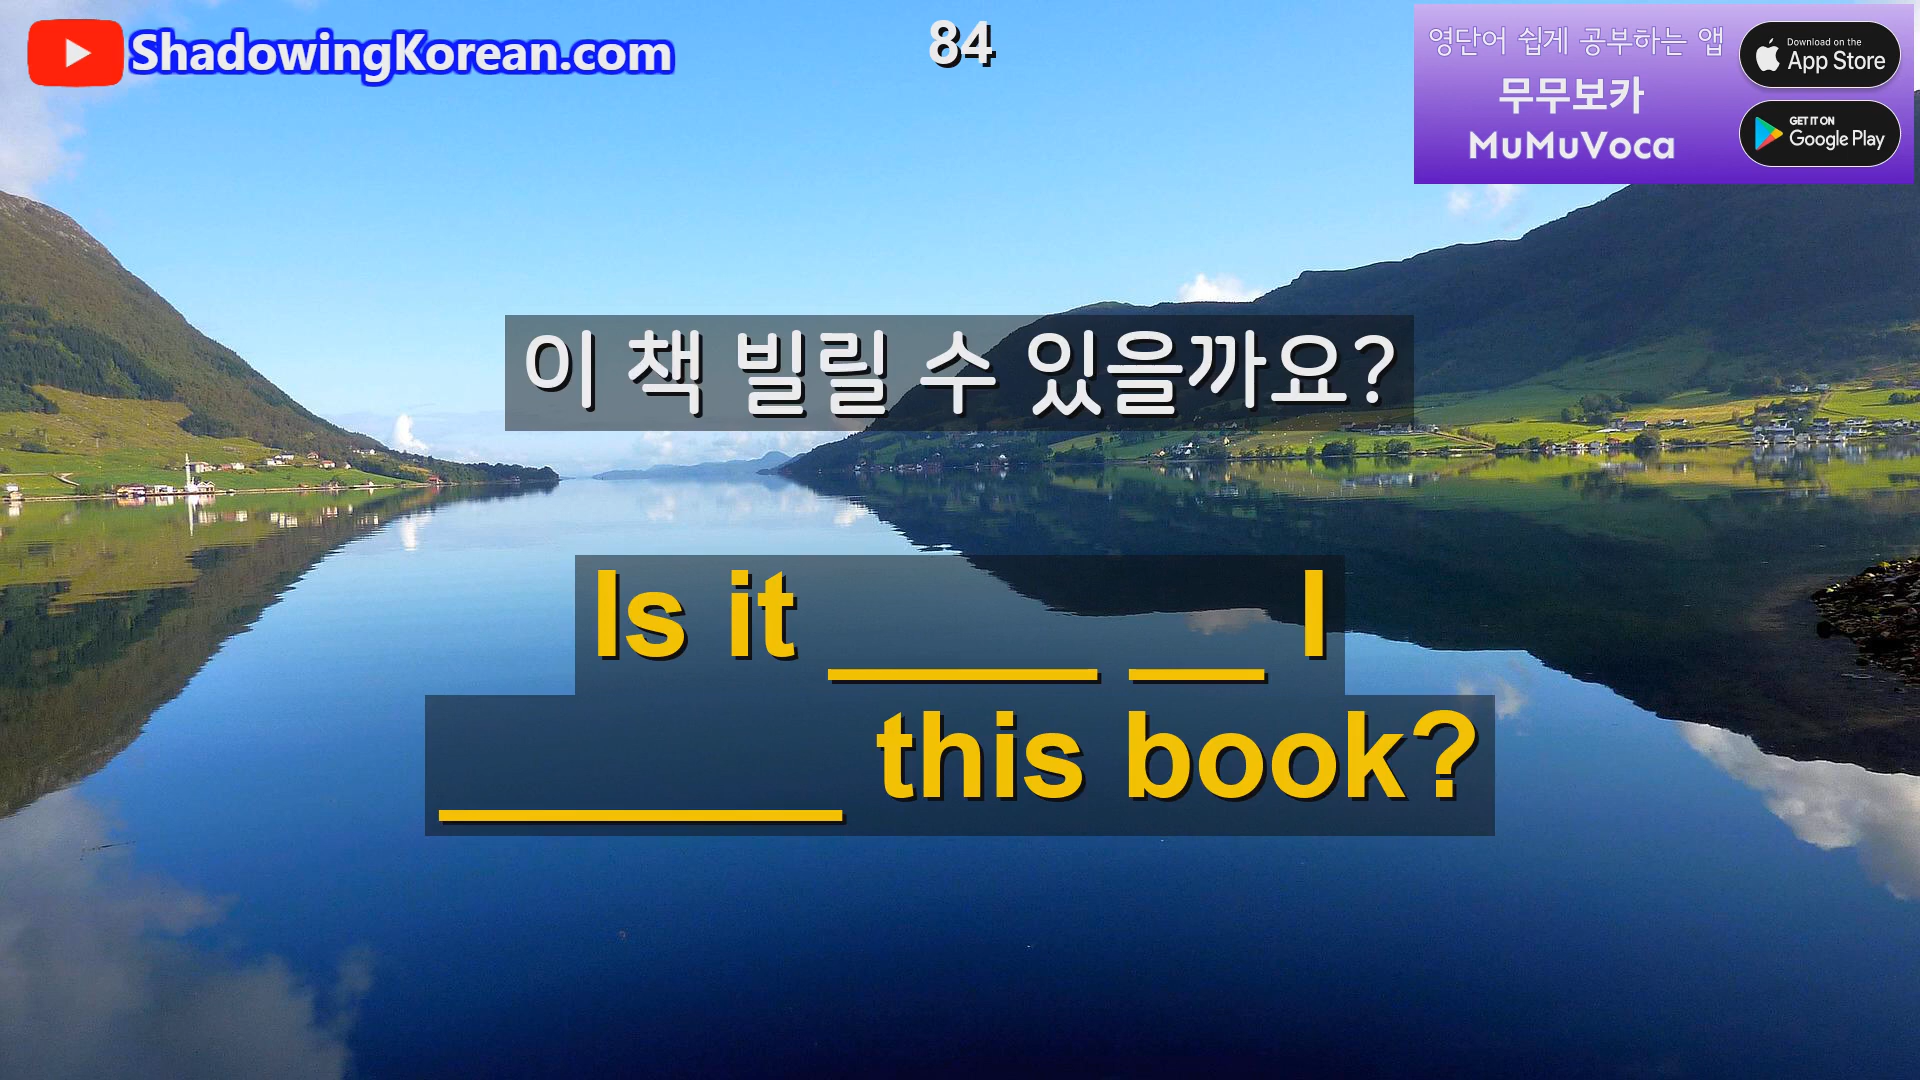 ShadowingKorean.com
84
영단어 쉽게 공부하는 앱
무무보카
MuMuVoca
Download on the
App Store
GET IT ON
Google Play
이 책 빌릴 수 있을까요?
Is it ____ __ I
______ this book?